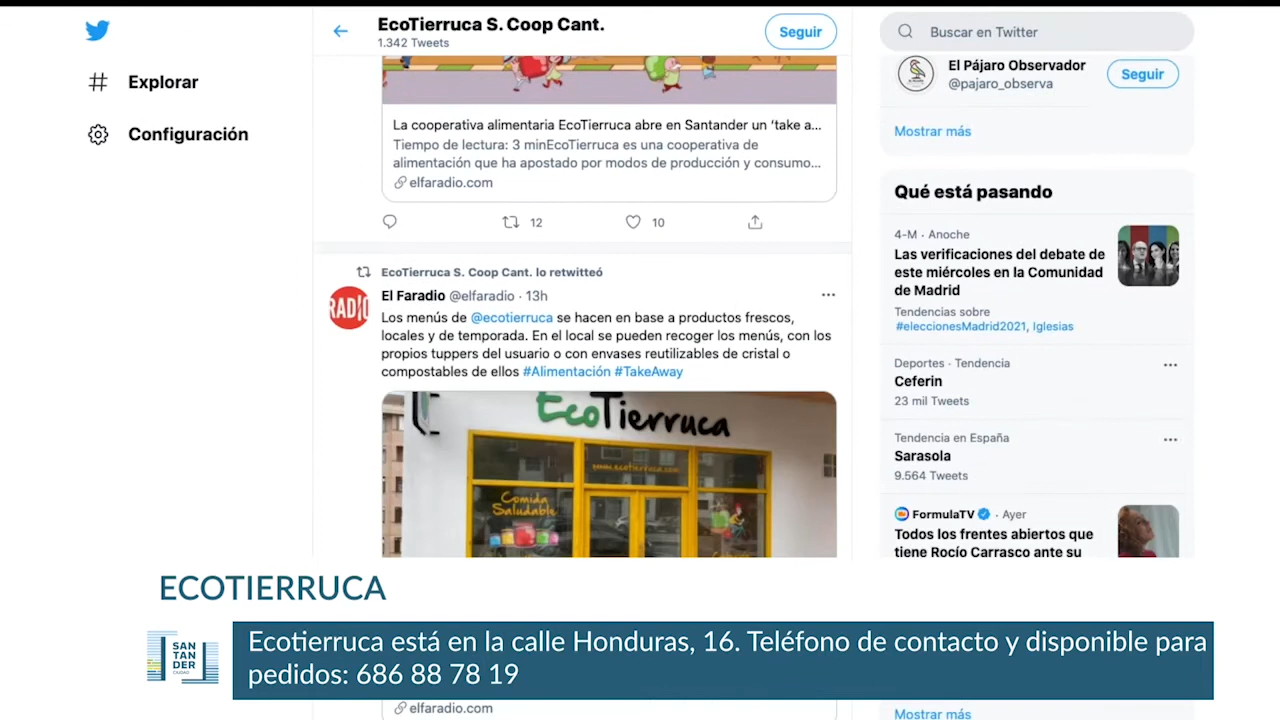 Explorar
Configuración
EcoTierruca S. Coop Cant.
1.342 Tweets
Seguir
La cooperativa alimentaria EcoTierruca abre en Santander un ‘take a...
Tiempo de lectura: 3 minEcoTierruca es una cooperativa de
alimentación que ha apostado por modos de producción y consumo...
elfaradio.com
12
10
EcoTierruca S. Coop Cant. lo retwitteó
El Faradio @elfaradio · 13h
RADIO
Los menús de @ecotierruca se hacen en base a productos frescos,
locales y de temporada. En el local se pueden recoger los menús, con los
propios tuppers del usuario o con envases reutilizables de cristal o
compostables de ellos #Alimentación #TakeAway
EcoTierruca
www.ecotierruca.com
Comida
Saludable
Buscar en Twitter
El Pájaro Observador
@pajaro_observa
Seguir
Mostrar más
Qué está pasando
4-M · Anoche
Las verificaciones del debate de
este miércoles en la Comunidad
de Madrid
Tendencias sobre
#eleccionesMadrid2021, Iglesias
Deportes · Tendencia
Ceferin
23 mil Tweets
Tendencia en España
Sarasola
9.564 Tweets
FormulaTV · Ayer
Todos los frentes abiertos que
tiene Rocío Carrasco ante su
ECOTIERRUCA
SAN
TAN
DER
CIUDAD
Ecotierruca está en la calle Honduras, 16. Teléfono de contacto y disponible para
pedidos: 686 88 78 19
elfaradio.com
Mostrar más